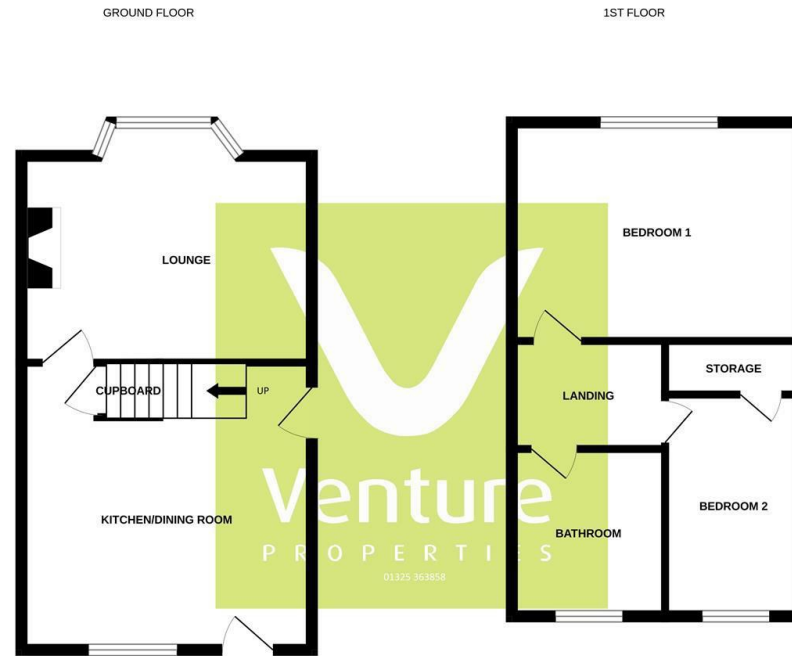 GROUND FLOOR
1ST FLOOR
BEDROOM 1
LOUNGE
STORAGE
CUPBOARD
UP
LANDING
BEDROOM 2
KITCHEN/DINING ROOM
BATHROOM
Venture
PROPERTIES
01325 363858